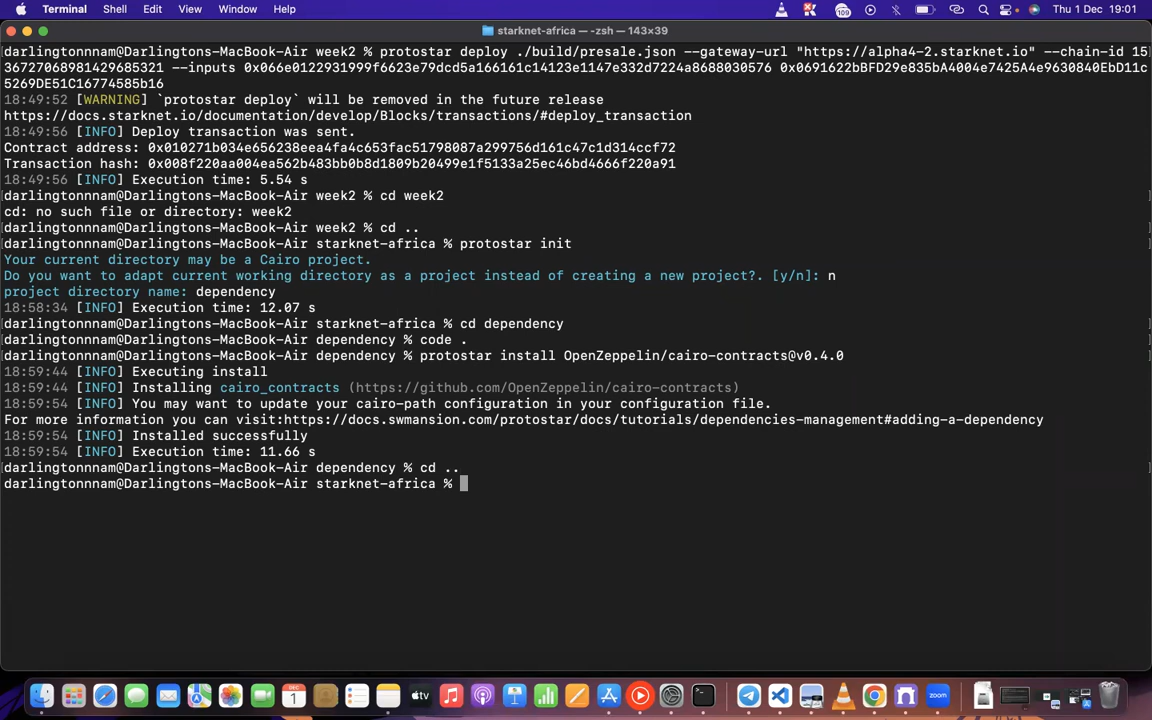 Terminal Shell Edit View Window Help 109 Thu 1 Dec 19:01
starknet-africa — -zsh — 143×39
[darlingtonnnam@Darlingtons-MacBook-Air week2 % protostar deploy ./build/presale.json --gateway-url "https://alpha4-2.starknet.io" --chain-id 15
3672706898142968532​1 --inputs 0x066e0122931999f6623e79dcd5a166161c14123e1147e332d7224a8688030576 0x0691622bBFD29e835bA4004e7425A4e9630840EbD11c
5269DE51C16774585b16
18:49:52 [WARNING] `protostar deploy` will be removed in the future release
https://docs.starknet.io/documentation/develop/Blocks/transactions/#deploy_transaction
18:49:56 [INFO] Deploy transaction was sent.
Contract address: 0x010271b034e656238eea4fa4c653fac51798087a299756d161c47c1d314ccf72
Transaction hash: 0x008f220aa004ea562b483bb0b8d1809b20499e1f5133a25ec46bd4666f220a91
18:49:56 [INFO] Execution time: 5.54 s
[darlingtonnnam@Darlingtons-MacBook-Air week2 % cd week2 ]
cd: no such file or directory: week2
[darlingtonnnam@Darlingtons-MacBook-Air week2 % cd .. ]
[darlingtonnnam@Darlingtons-MacBook-Air starknet-africa % protostar init ]
Your current directory may be a Cairo project.
Do you want to adapt current working directory as a project instead of creating a new project?. [y/n]: n
project directory name: dependency
18:58:34 [INFO] Execution time: 12.07 s
[darlingtonnnam@Darlingtons-MacBook-Air starknet-africa % cd dependency ]
[darlingtonnnam@Darlingtons-MacBook-Air dependency % code . ]
[darlingtonnnam@Darlingtons-MacBook-Air dependency % protostar install OpenZeppelin/cairo-contracts@v0.4.0 ]
18:59:44 [INFO] Executing install
18:59:44 [INFO] Installing cairo_contracts (https://github.com/OpenZeppelin/cairo-contracts)
18:59:54 [INFO] You may want to update your cairo-path configuration in your configuration file.
For more information you can visit:https://docs.swmansion.com/protostar/docs/tutorials/dependencies-management#adding-a-dependency
18:59:54 [INFO] Installed successfully
18:59:54 [INFO] Execution time: 11.66 s
[darlingtonnnam@Darlingtons-MacBook-Air dependency % cd .. ]
darlingtonnnam@Darlingtons-MacBook-Air starknet-africa %
DEC
1
tv
zoom